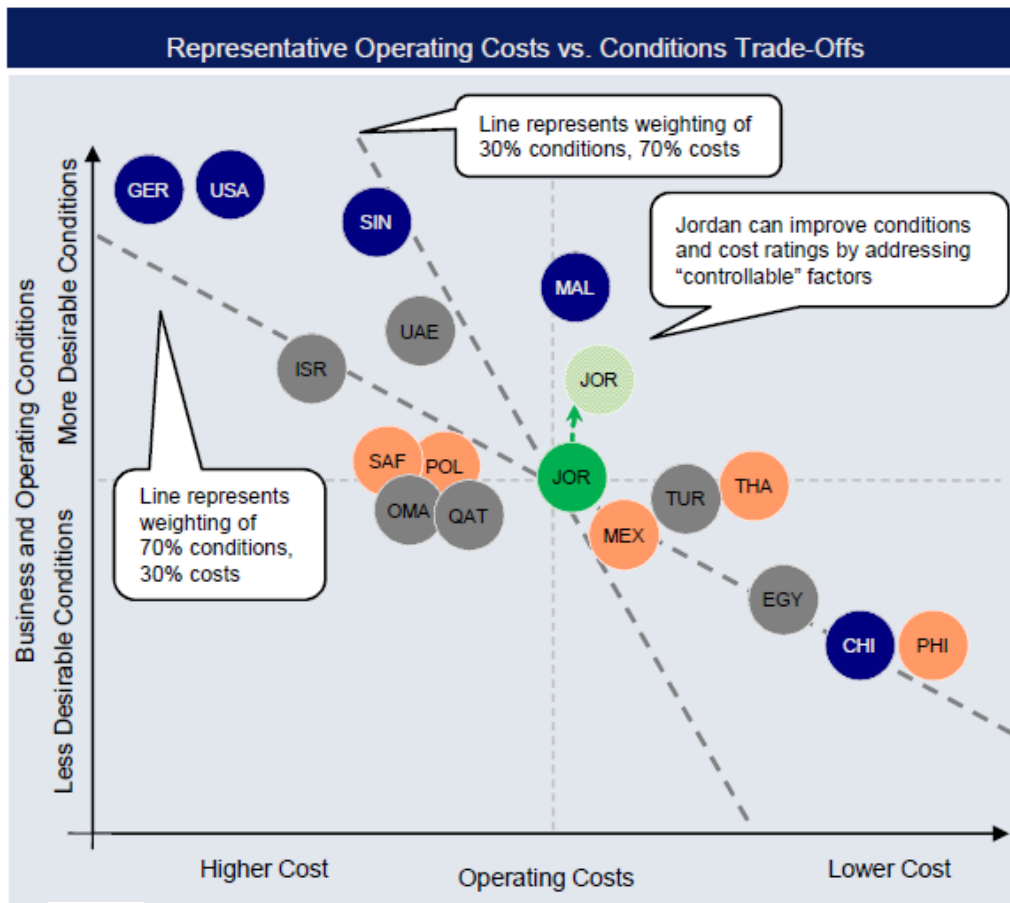 Representative Operating Costs vs. Conditions Trade-Offs
Line represents weighting of
30% conditions, 70% costs
Jordan can improve conditions
and cost ratings by addressing
“controllable” factors
Line represents
weighting of
70% conditions,
30% costs
Business and Operating Conditions
More Desirable Conditions
Less Desirable Conditions
GER
USA
SIN
MAL
UAE
ISR
JOR
SAF
POL
JOR
OMA
QAT
TUR
THA
MEX
EGY
CHI
PHI
Higher Cost
Operating Costs
Lower Cost